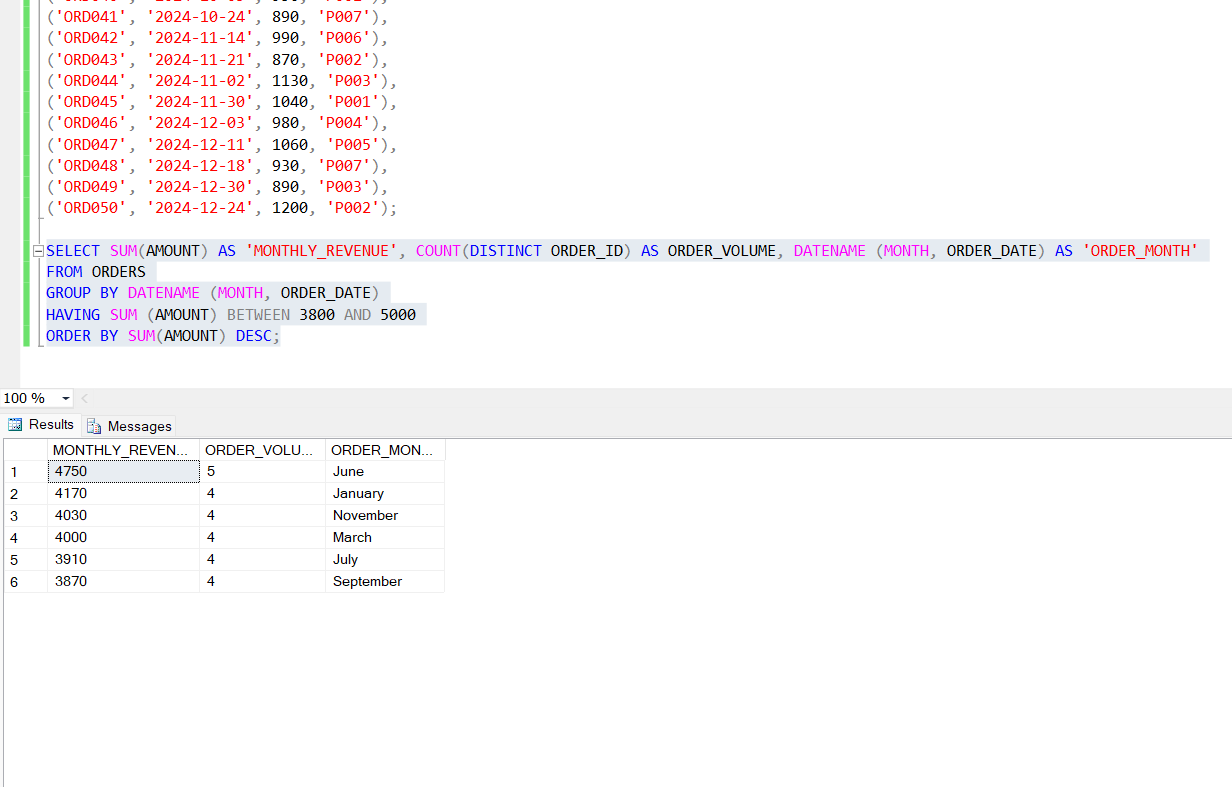 ('ORD041', '2024-10-24', 890, 'P007'),
('ORD042', '2024-11-14', 990, 'P006'),
('ORD043', '2024-11-21', 870, 'P002'),
('ORD044', '2024-11-02', 1130, 'P003'),
('ORD045', '2024-11-30', 1040, 'P001'),
('ORD046', '2024-12-03', 980, 'P004'),
('ORD047', '2024-12-11', 1060, 'P005'),
('ORD048', '2024-12-18', 930, 'P007'),
('ORD049', '2024-12-30', 890, 'P003'),
('ORD050', '2024-12-24', 1200, 'P002');
SELECT SUM(AMOUNT) AS 'MONTHLY_REVENUE', COUNT(DISTINCT ORDER_ID) AS ORDER_VOLUME, DATENAME (MONTH, ORDER_DATE) AS 'ORDER_MONTH'
FROM ORDERS
GROUP BY DATENAME (MONTH, ORDER_DATE)
HAVING SUM (AMOUNT) BETWEEN 3800 AND 5000
ORDER BY SUM(AMOUNT) DESC;
100 %
Results Messages
MONTHLY_REVEN... ORDER_VOLU... ORDER_MON...
1 4750 5 June
2 4170 4 January
3 4030 4 November
4 4000 4 March
5 3910 4 July
6 3870 4 September